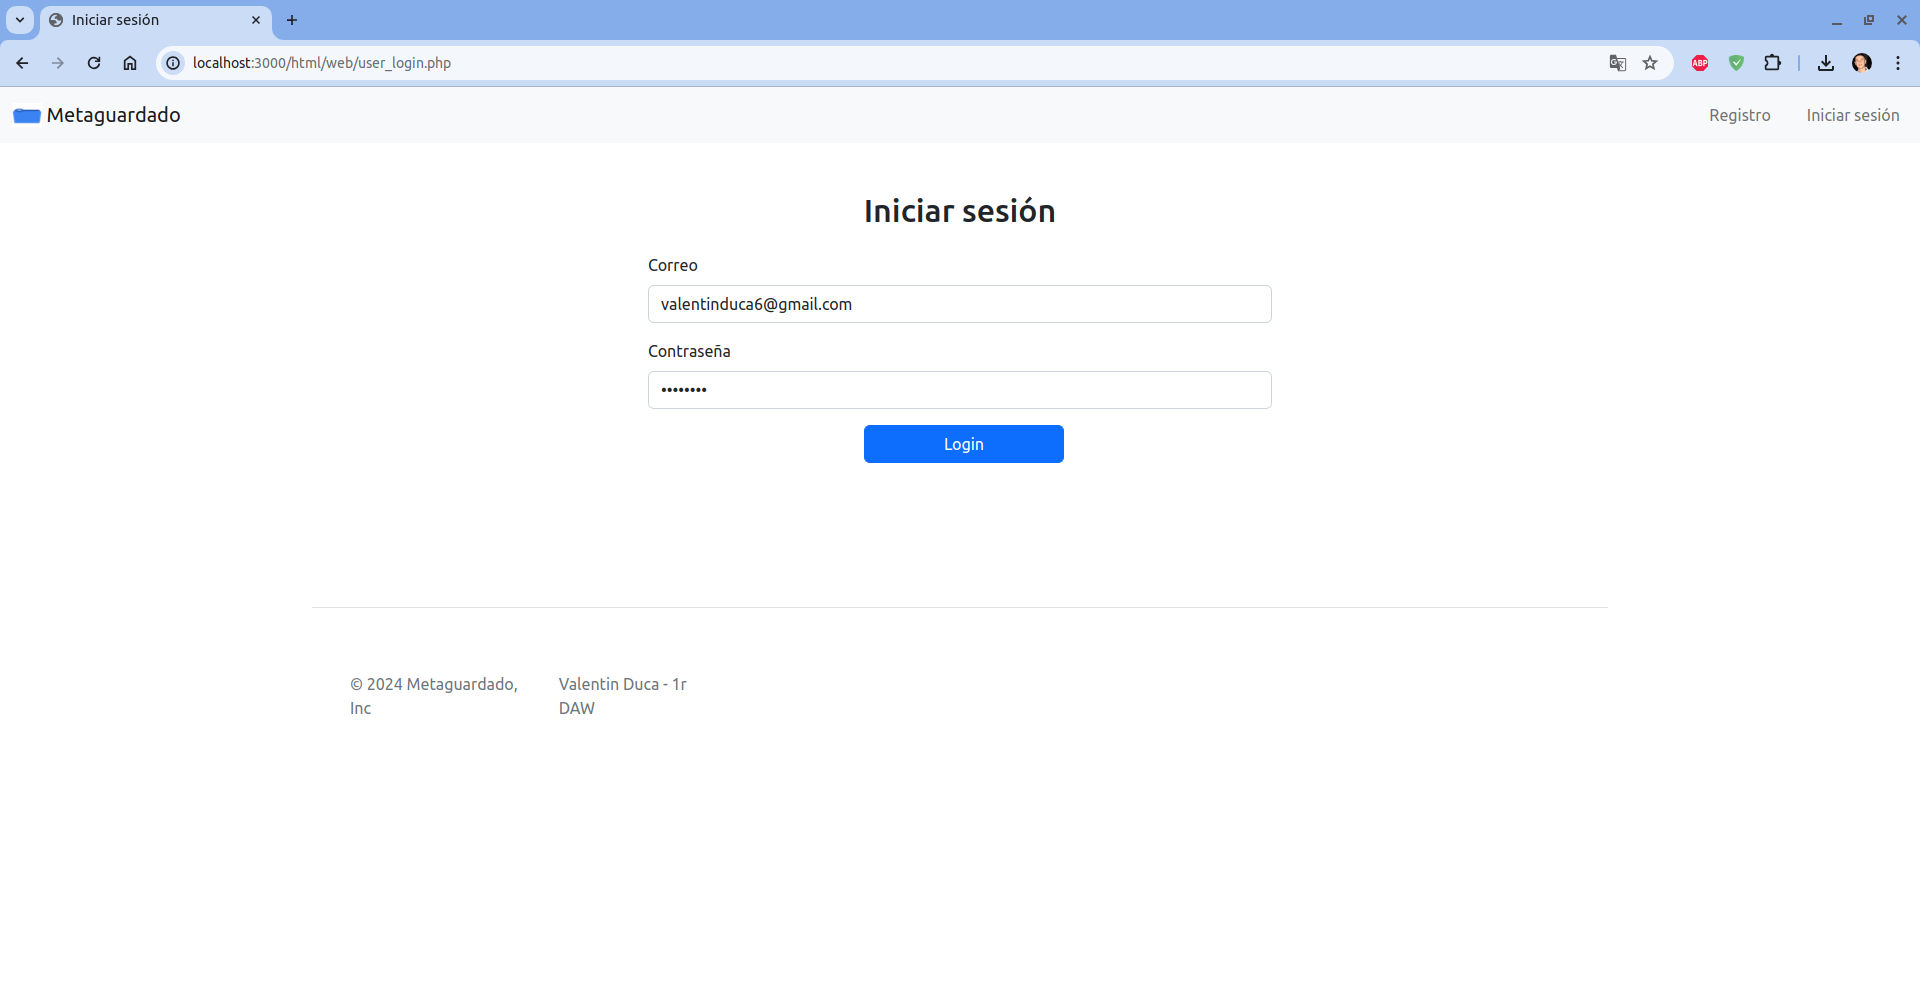 Iniciar sesión
localhost:3000/html/web/user_login.php
ABP
Metaguardado
Registro
Iniciar sesión
Iniciar sesión
Correo
valentinduca6@gmail.com
Contraseña
••••••••
Login
© 2024 Metaguardado,
Inc
Valentin Duca - 1r
DAW